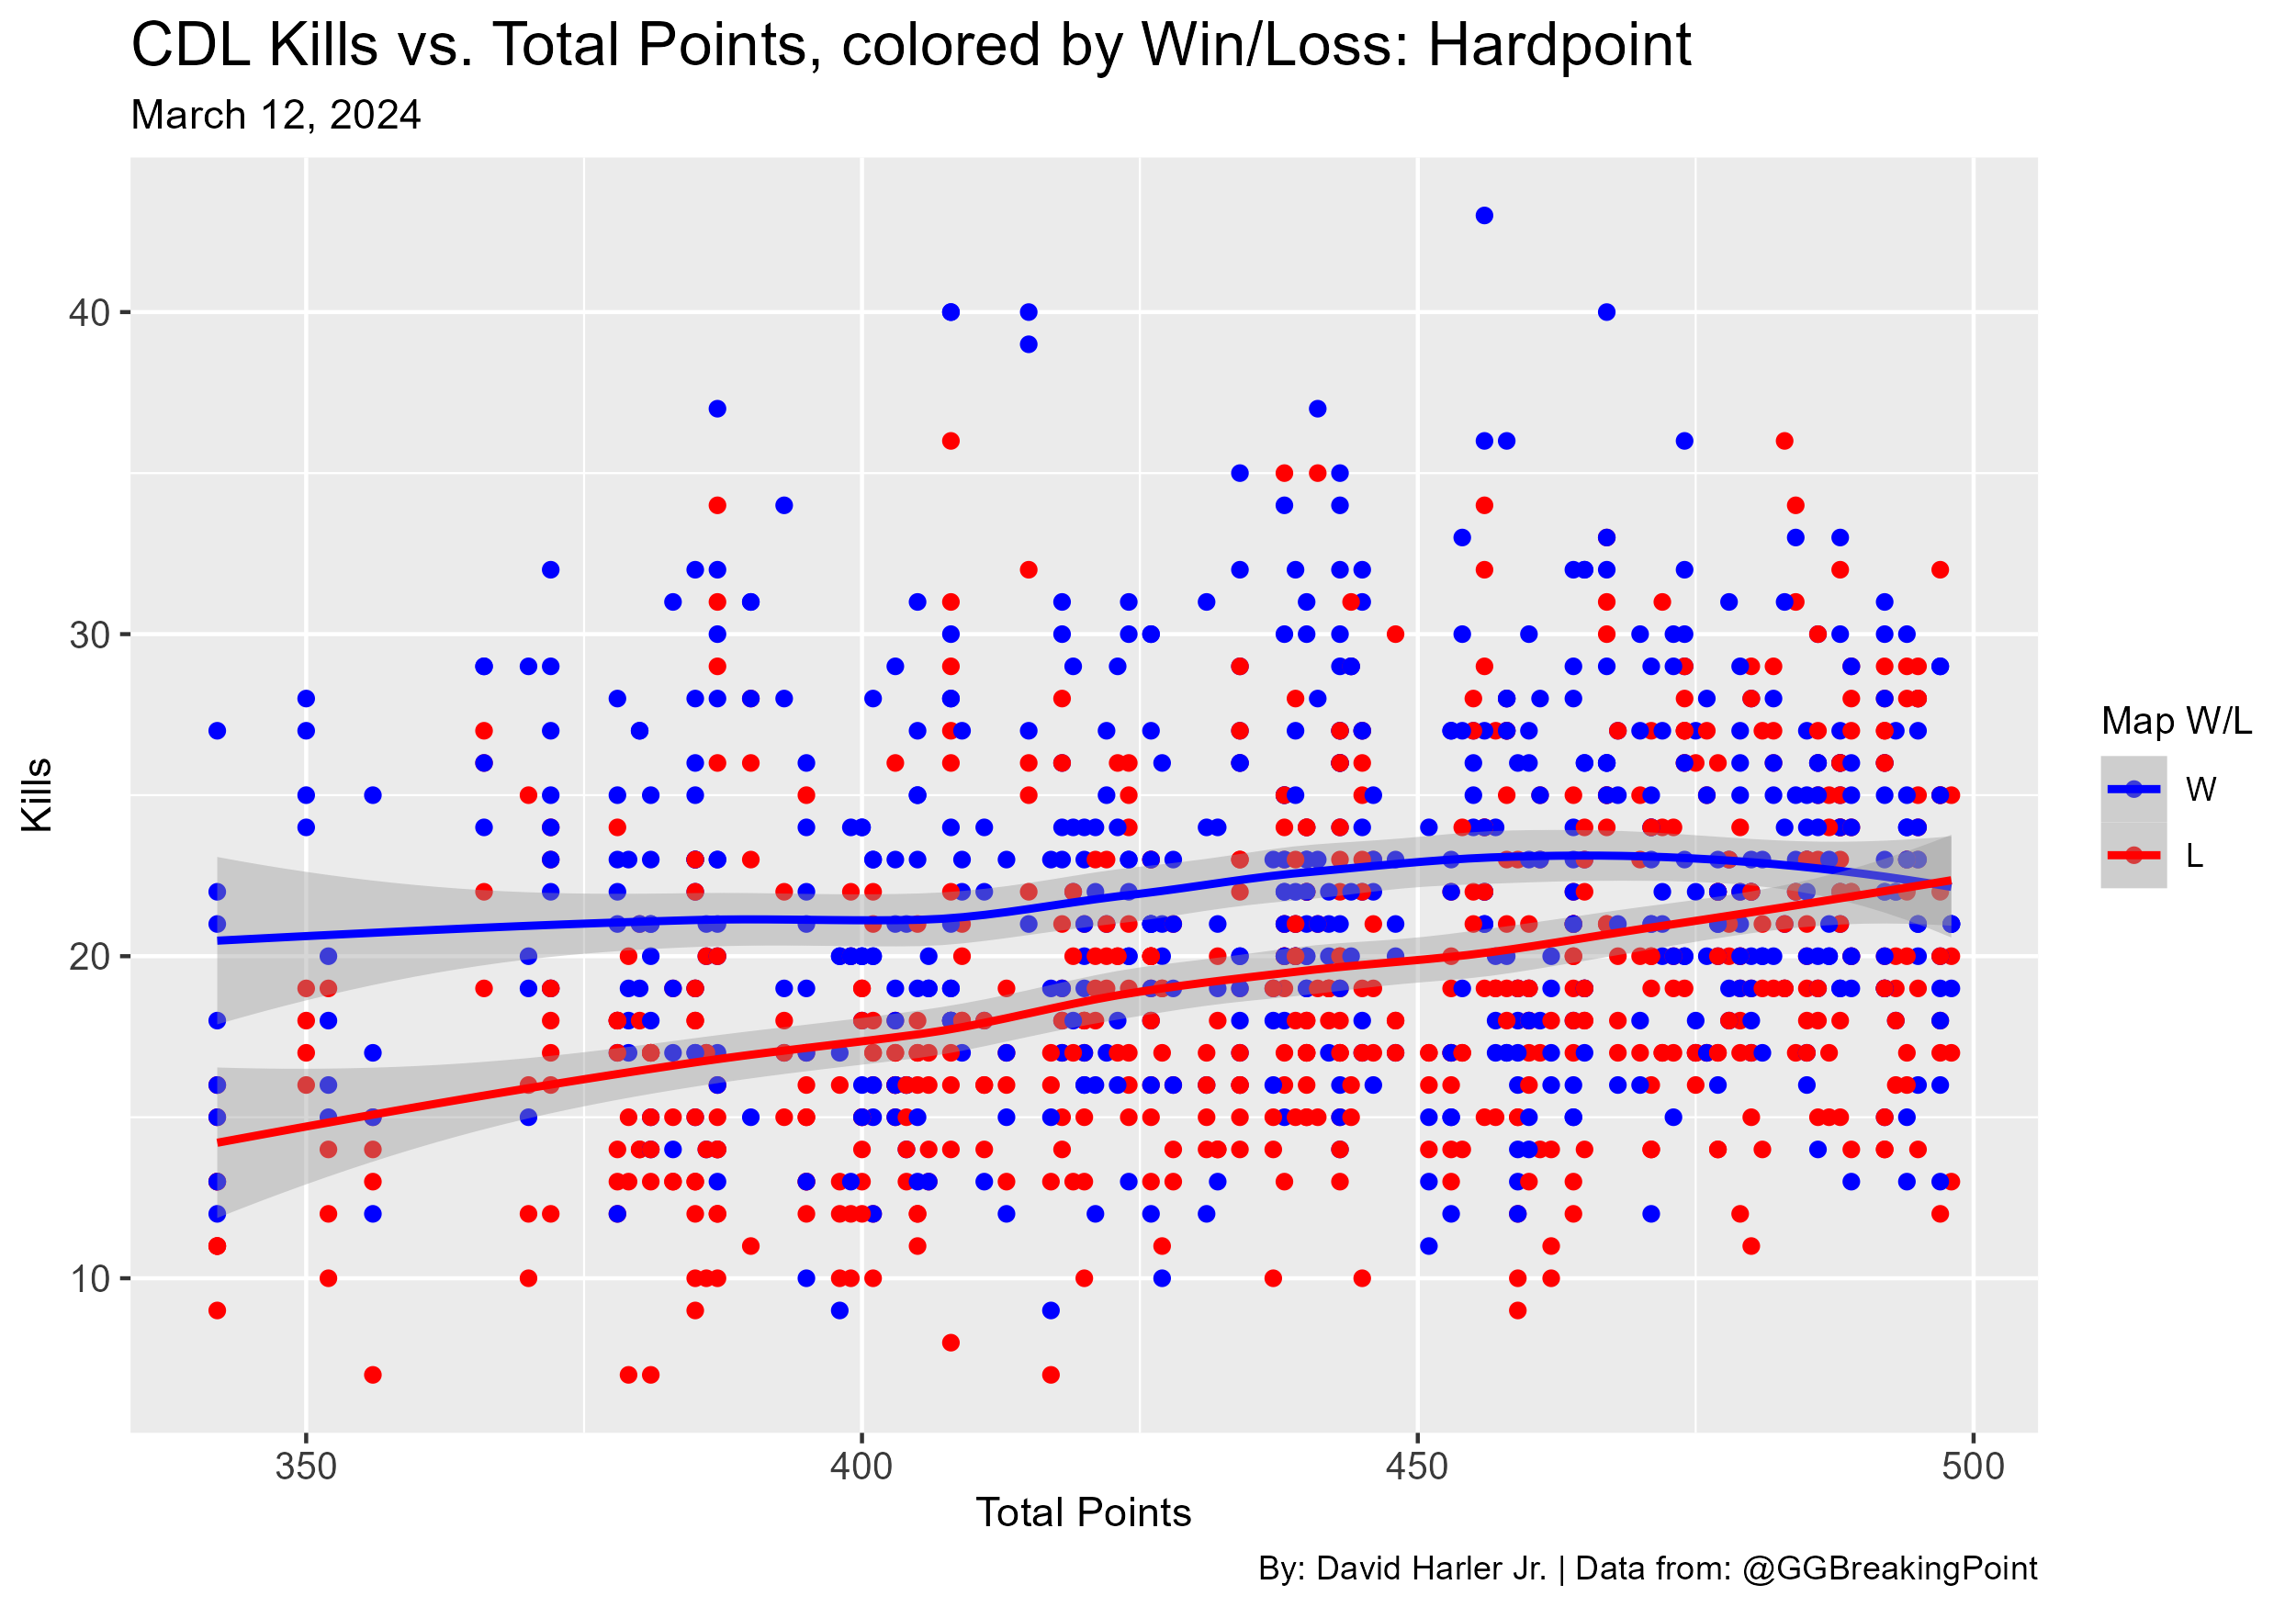 CDL Kills vs. Total Points, colored by Win/Loss: Hardpoint
March 12, 2024
Kills
40
30
20
10
350
400
450
500
Total Points
Map W/L
W
L
By: David Harler Jr. | Data from: @GGBreakingPoint